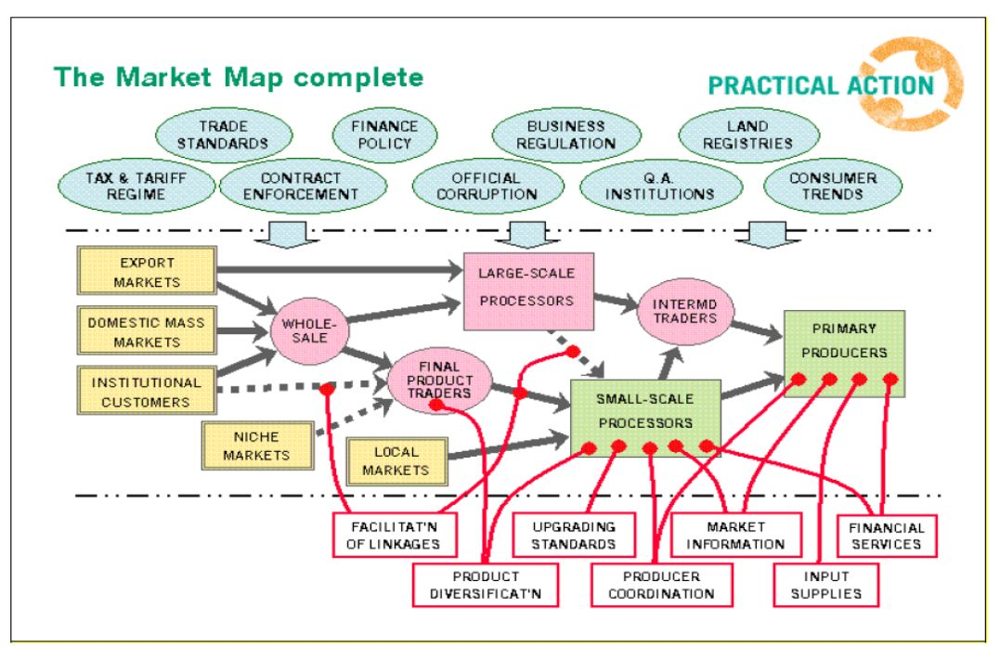 The Market Map complete
PRACTICAL ACTION
TRADE
STANDARDS
FINANCE
POLICY
BUSINESS
REGULATION
LAND
REGISTRIES
TAX & TARIFF
REGIME
CONTRACT
ENFORCEMENT
OFFICIAL
CORRUPTION
Q.A.
INSTITUTIONS
CONSUMER
TRENDS
EXPORT
MARKETS
LARGE-SCALE
PROCESSORS
INTERMD
TRADERS
DOMESTIC MASS
MARKETS
WHOLE-
SALE
PRIMARY
PRODUCERS
INSTITUTIONAL
CUSTOMERS
FINAL
PRODUCT
TRADERS
SMALL-SCALE
PROCESSORS
NICHE
MARKETS
LOCAL
MARKETS
FACILITAT'N
OF LINKAGES
UPGRADING
STANDARDS
MARKET
INFORMATION
FINANCIAL
SERVICES
PRODUCT
DIVERSIFICAT'N
PRODUCER
COORDINATION
INPUT
SUPPLIES